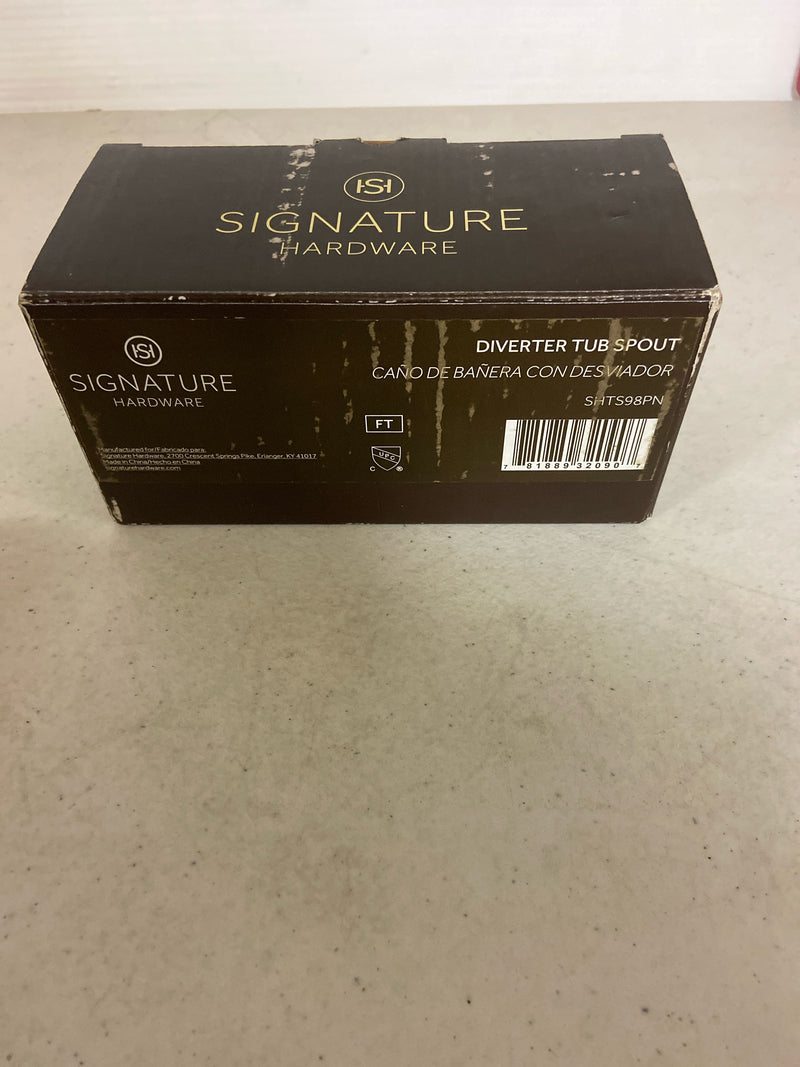 SIGNATURE
HARDWARE
SIGNATURE
HARDWARE
Manufactured for/Fabricado para:
Signature Hardware, 2700 Crescent Springs Pike, Erlanger, KY 41017
Made in China/Hecho en China
signaturehardware.com
FT
UPC
C ®
DIVERTER TUB SPOUT
CAÑO DE BAÑERA CON DESVIADOR
SHTS98PN
7 81889 32090 7